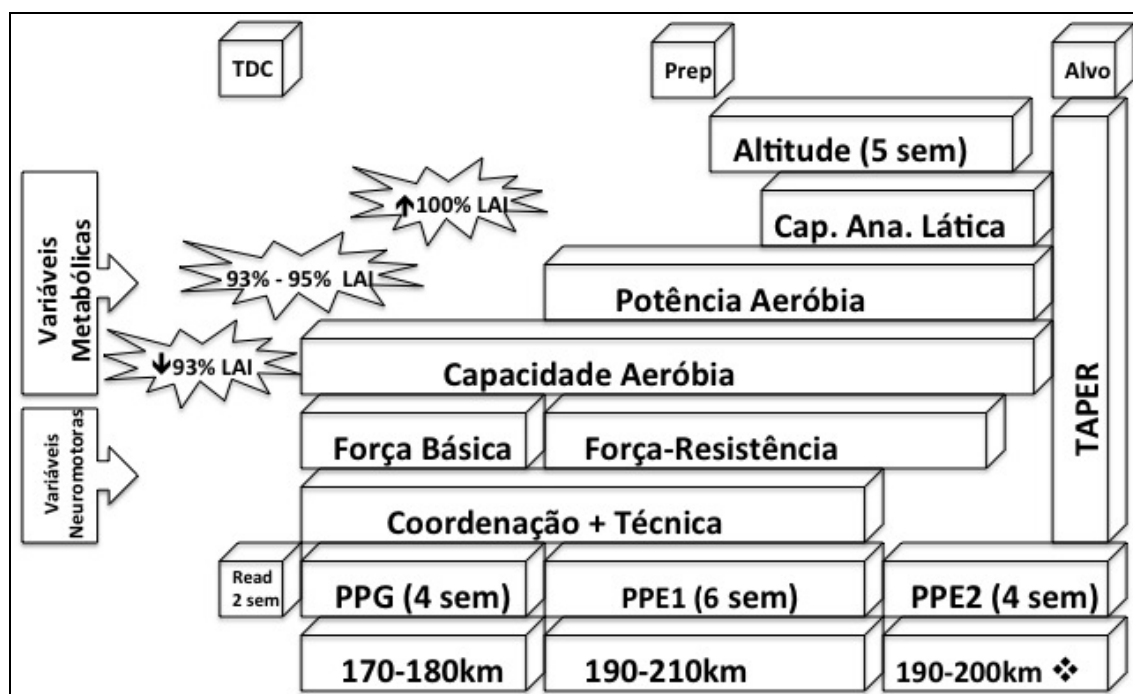 TDC
Prep
Alvo
Altitude (5 sem)
↑100% LAI
Cap. Ana. Lática
93% - 95% LAI
Potência Aeróbia
Variáveis
Metabólicas
↓93% LAI
Capacidade Aeróbia
TAPER
Variáveis
Neuromotoras
Força Básica
Força-Resistência
Coordenação + Técnica
Read
2 sem
PPG (4 sem)
PPE1 (6 sem)
PPE2 (4 sem)
170-180km
190-210km
190-200km ❖